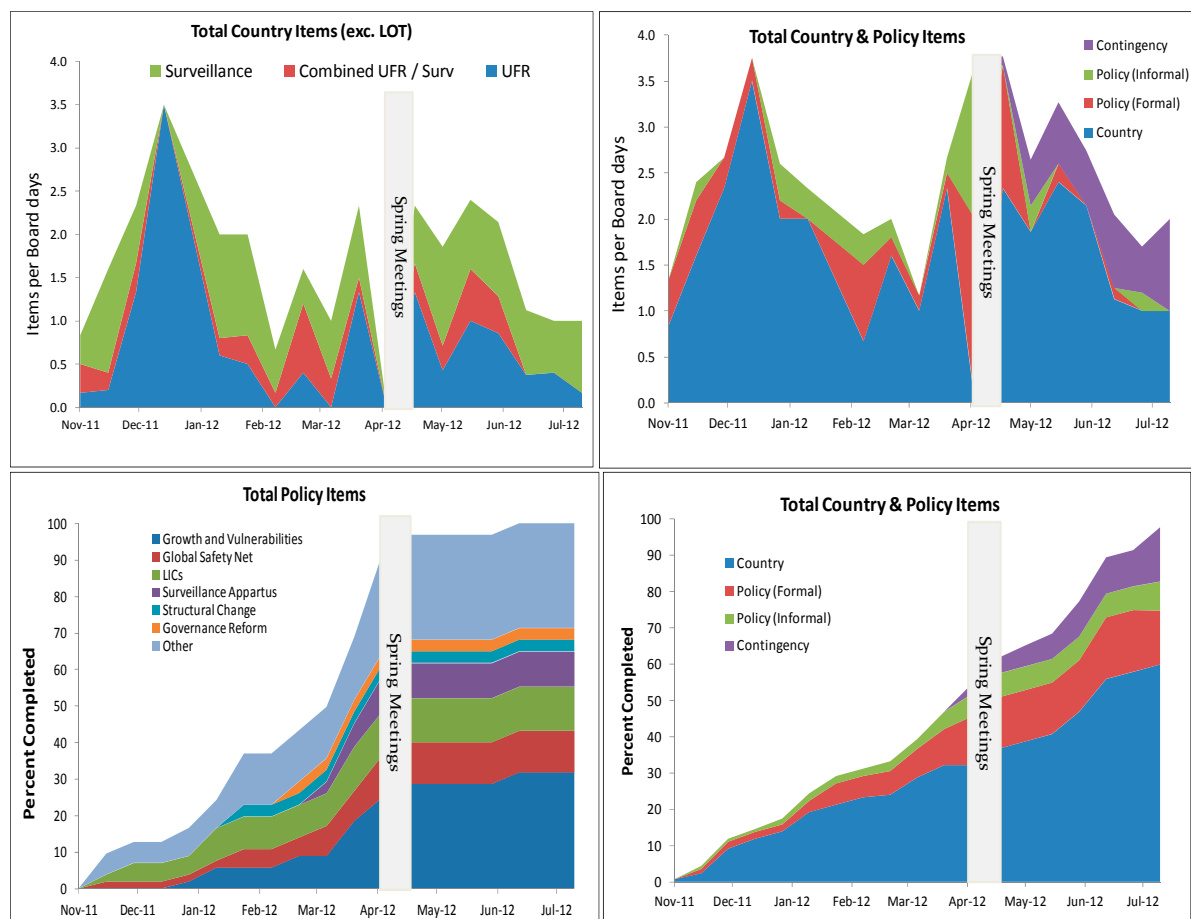 Total Country Items (exc. LOT)
Surveillance Combined UFR / Surv UFR
Items per Board days
4.0
3.5
3.0
2.5
2.0
1.5
1.0
0.5
0.0
Spring Meetings
Nov-11 Dec-11 Jan-12 Feb-12 Mar-12 Apr-12 May-12 Jun-12 Jul-12
Total Country & Policy Items
Contingency
Policy (Informal)
Policy (Formal)
Country
4.0
3.5
3.0
2.5
2.0
1.5
1.0
0.5
0.0
Spring Meetings
Nov-11 Dec-11 Jan-12 Feb-12 Mar-12 Apr-12 May-12 Jun-12 Jul-12
Total Policy Items
Growth and Vulnerabilities
Global Safety Net
LICs
Surveillance Appartus
Structural Change
Governance Reform
Other
Percent Completed
100
90
80
70
60
50
40
30
20
10
0
Spring Meetings
Nov-11 Dec-11 Jan-12 Feb-12 Mar-12 Apr-12 May-12 Jun-12 Jul-12
Total Country & Policy Items
Country
Policy (Formal)
Policy (Informal)
Contingency
Percent Completed
100
90
80
70
60
50
40
30
20
10
0
Spring Meetings
Nov-11 Dec-11 Jan-12 Feb-12 Mar-12 Apr-12 May-12 Jun-12 Jul-12